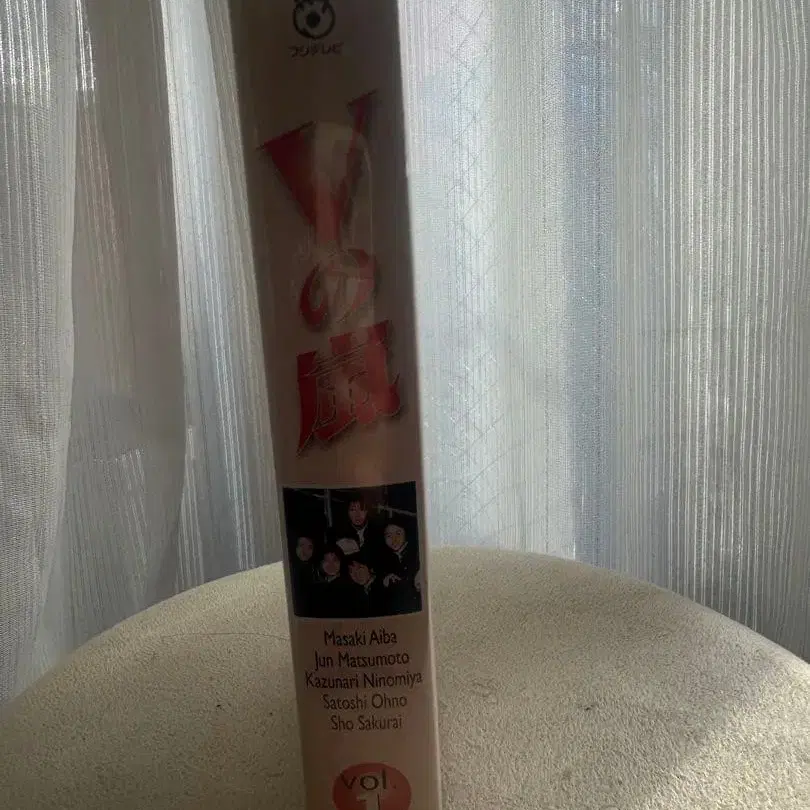 フジテレビ
Vの嵐
Masaki Aiba
Jun Matsumoto
Kazunari Ninomiya
Satoshi Ohno
Sho Sakurai
vol.
1